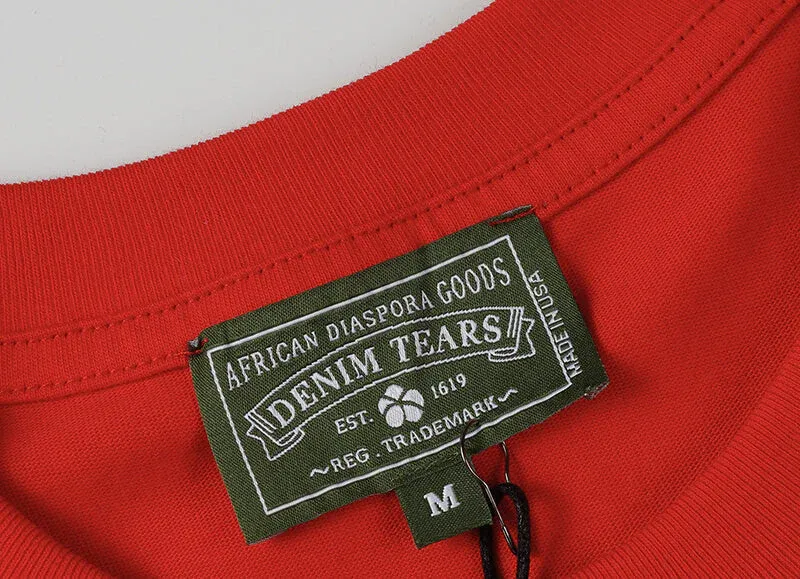 AFRICAN DIASPORA GOODS
DENIM TEARS
EST. 1619
~REG. TRADEMARK~
MADE IN USA
M